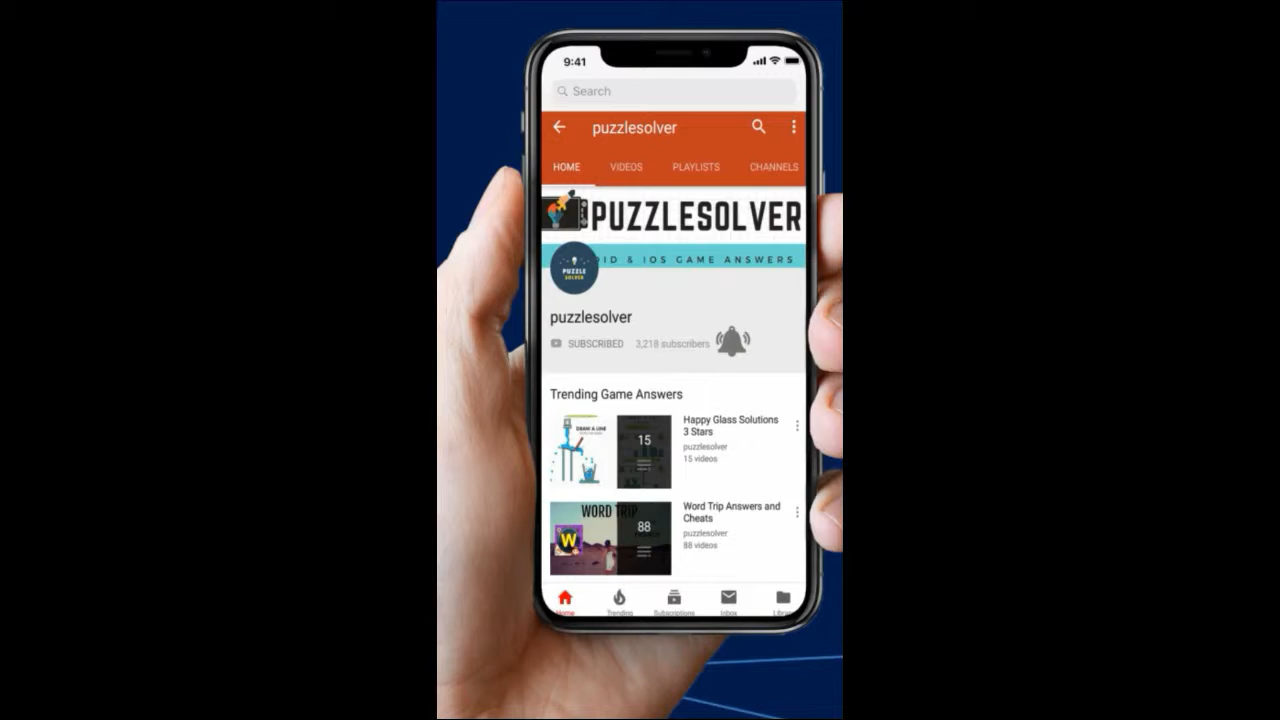 9:41
Search
puzzlesolver
HOME VIDEOS PLAYLISTS CHANNELS
PUZZLESOLVER
ID & IOS GAME ANSWERS
PUZZLE
SOLVER
puzzlesolver
SUBSCRIBED 3,218 subscribers
Trending Game Answers
DRAW A LINE
15
Happy Glass Solutions
3 Stars
puzzlesolver
15 videos
WORD TRIP
W
88
Word Trip Answers and
Cheats
puzzlesolver
88 videos
Home Trending Subscriptions Inbox